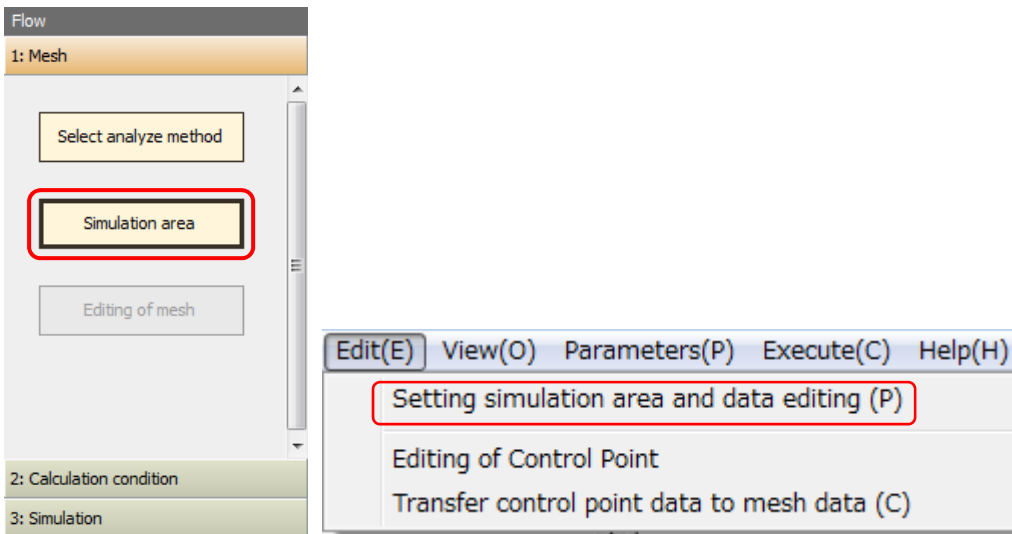 Flow
1: Mesh
Select analyze method
Simulation area
Editing of mesh
2: Calculation condition
3: Simulation
Edit(E) View(O) Parameters(P) Execute(C) Help(H)
Setting simulation area and data editing (P)
Editing of Control Point
Transfer control point data to mesh data (C)